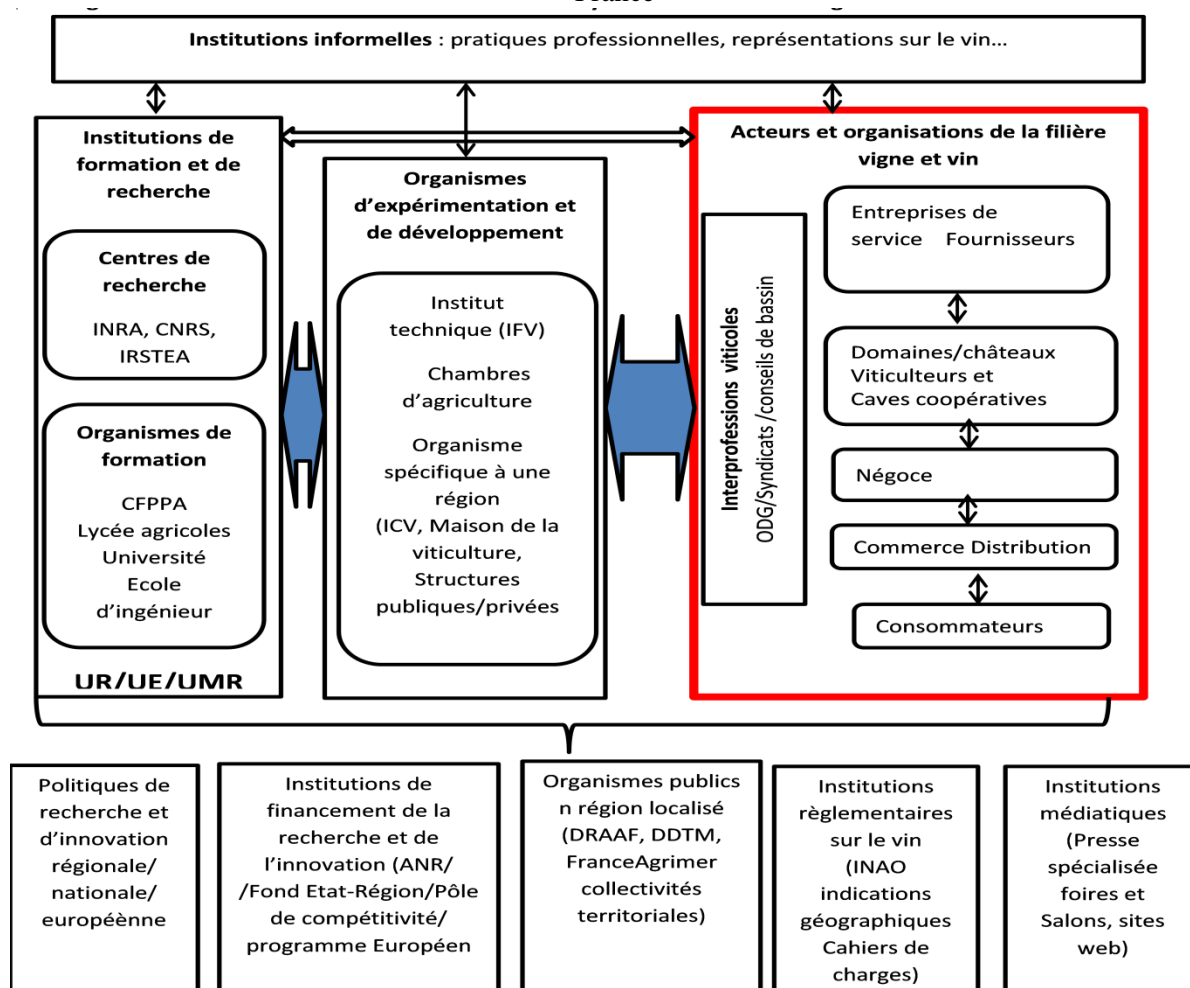 Institutions informelles : pratiques professionnelles, représentations sur le vin...
Institutions de
formation et de
recherche
Centres de
recherche
INRA, CNRS,
IRSTEA
Organismes de
formation
CFPPA
Lycée agricoles
Université
Ecole
d’ingénieur
UR/UE/UMR
Organismes
d’expérimentation et
de développement
Institut
technique (IFV)
Chambres
d’agriculture
Organisme
spécifique à une
région
(ICV, Maison de la
viticulture,
Structures
publiques/privées
Acteurs et organisations de la filière
vigne et vin
Interprofessions viticoles
ODG/Syndicats /conseils de bassin
Entreprises de
service Fournisseurs
Domaines/châteaux
Viticulteurs et
Caves coopératives
Négoce
Commerce Distribution
Consommateurs
Politiques de
recherche et
d’innovation
régionale/
nationale/
européènne
Institutions de
financement de la
recherche et de
l’innovation (ANR/
/Fond Etat-Région/Pôle
de compétitivité/
programme Européen
Organismes publics
n région localisé
(DRAAF, DDTM,
FranceAgrimer
collectivités
territoriales)
Institutions
règlementaires
sur le vin
(INAO
indications
géographiques
Cahiers de
charges)
Institutions
médiatiques
(Presse
spécialisée
foires et
Salons, sites
web)